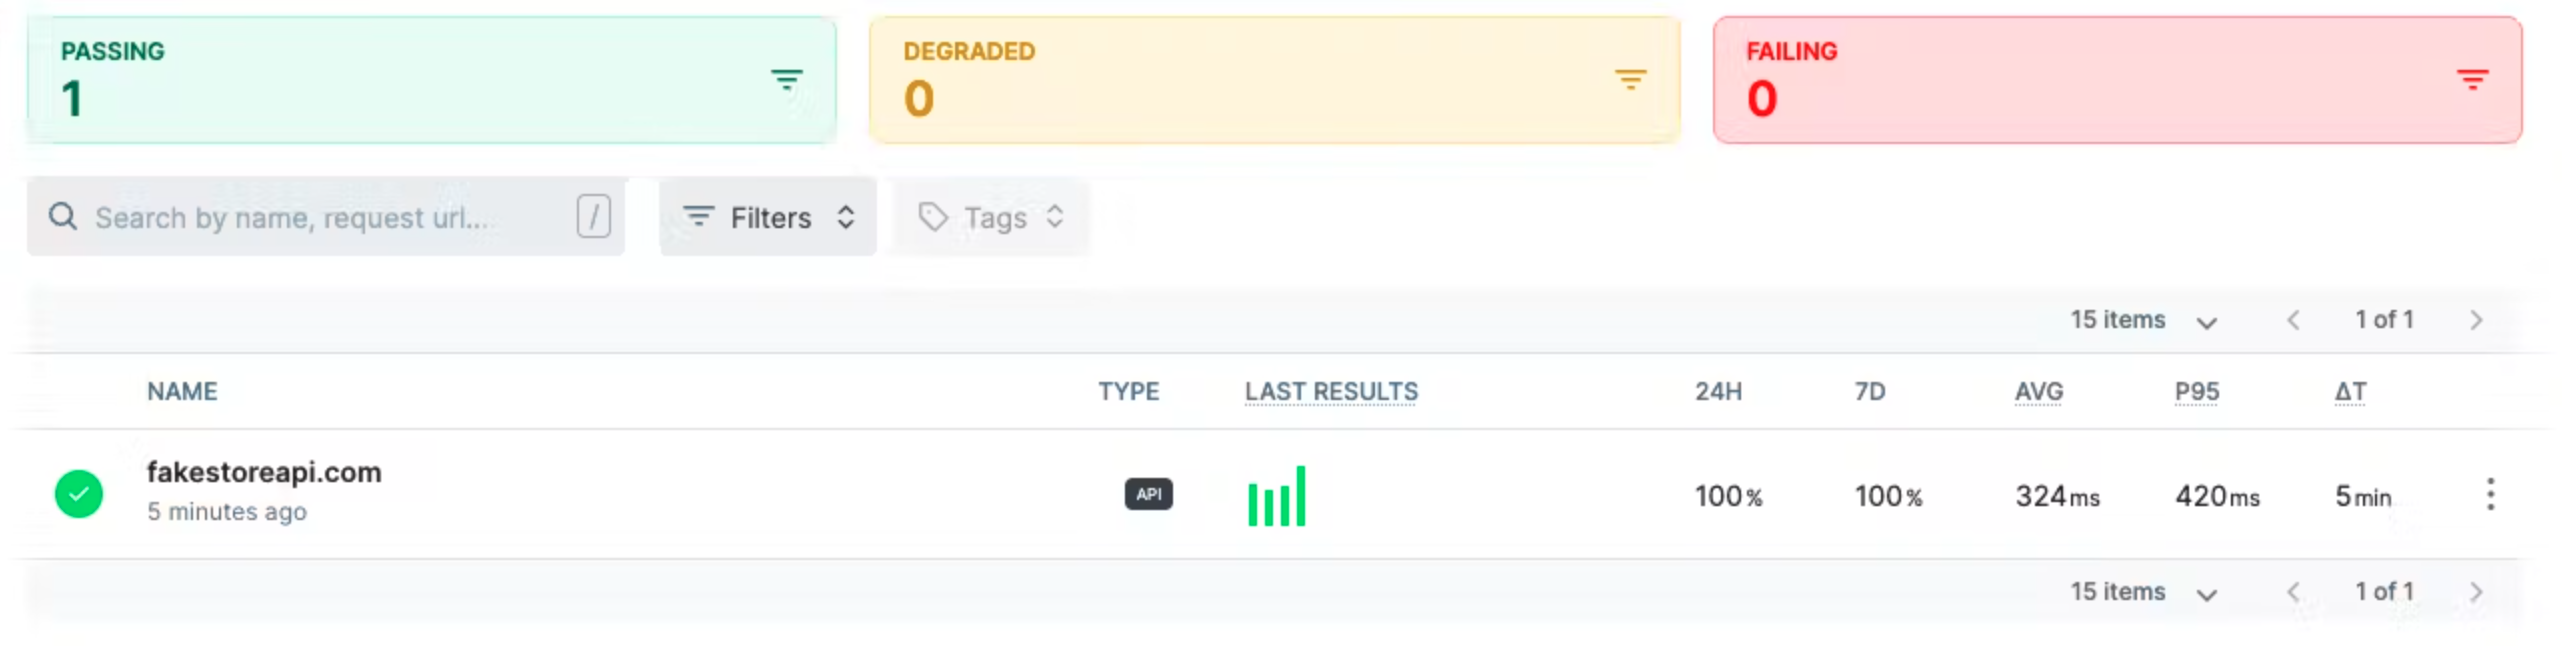 PASSING
1
DEGRADED
0
FAILING
0
Search by name, request url....
/
Filters
Tags
15 items
1 of 1
NAME TYPE LAST RESULTS 24H 7D AVG P95 ΔT
fakestoreapi.com
5 minutes ago
API
100%
100%
324ms
420ms
5min
15 items
1 of 1